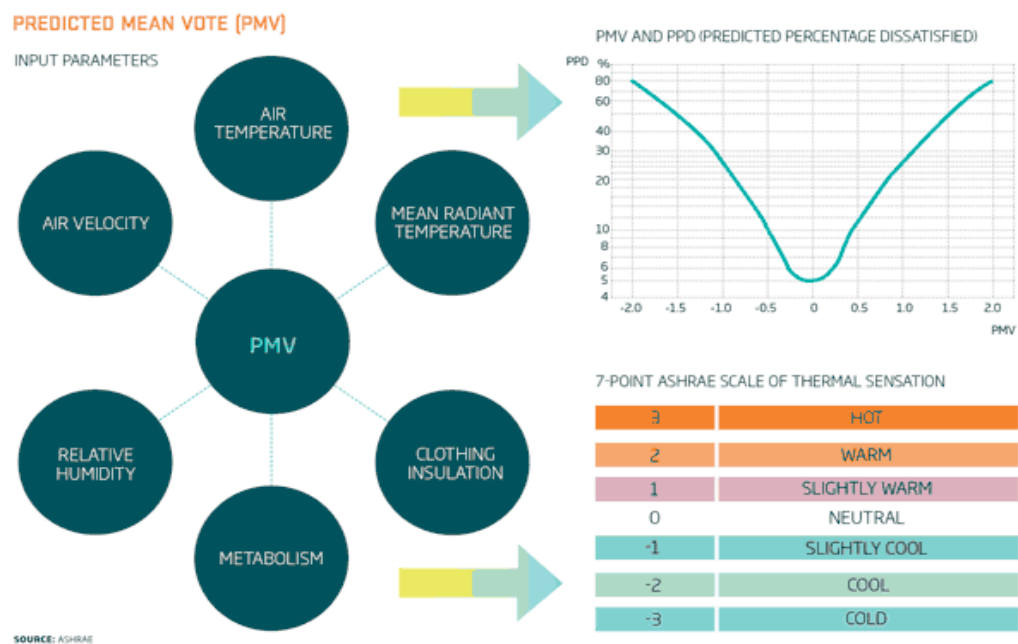 PREDICTED MEAN VOTE (PMV)
INPUT PARAMETERS
AIR
TEMPERATURE
AIR VELOCITY
MEAN RADIANT
TEMPERATURE
PMV
RELATIVE
HUMIDITY
CLOTHING
INSULATION
METABOLISM
SOURCE: ASHRAE
PMV AND PPD (PREDICTED PERCENTAGE DISSATISFIED)
PPD %
80
60
40
30
20
10
8
6
5
4
-2.0 -1.5 -1.0 -0.5 0 0.5 1.0 1.5 2.0
PMV
7-POINT ASHRAE SCALE OF THERMAL SENSATION
3 HOT
2 WARM
1 SLIGHTLY WARM
0 NEUTRAL
-1 SLIGHTLY COOL
-2 COOL
-3 COLD